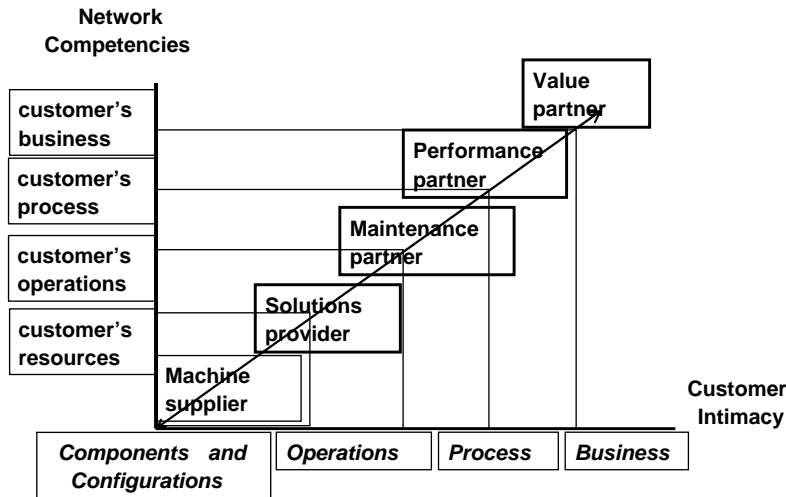 Network
Competencies
Value
partner
customer's
business
Performance
partner
customer's
process
Maintenance
partner
customer's
operations
Solutions
provider
customer's
resources
Machine
supplier
Customer
Intimacy
Components and
Configurations
Operations
Process
Business